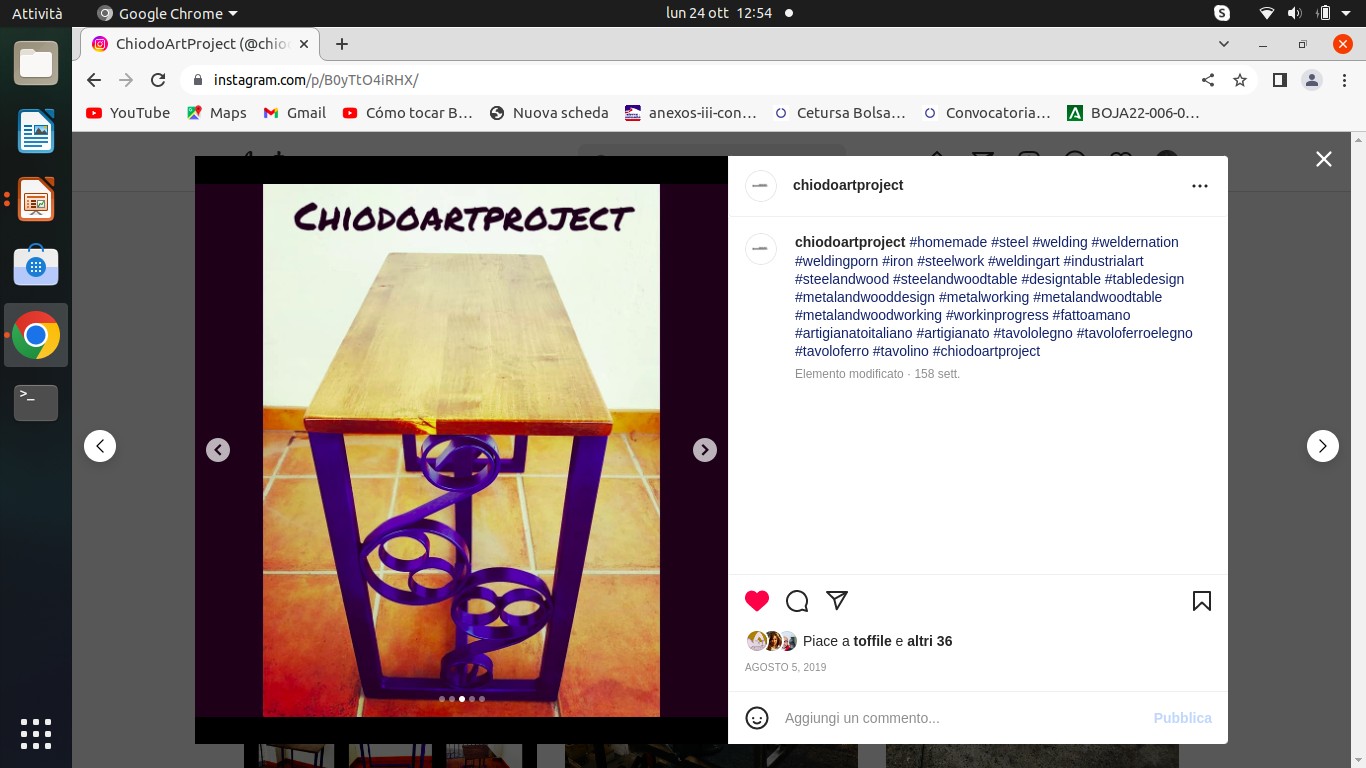 Attività
Google Chrome
lun 24 ott 12:54
ChiodoArtProject (@chio
instagram.com/p/B0yTtO4iRHX/
YouTube
Maps
Gmail
Cómo tocar B…
Nuova scheda
anexos-iii-con…
Cetursa Bolsa…
Convocatoria…
BOJA22-006-0…
CHIODOARTPROJECT
chiodoartproject
chiodoartproject #homemade #steel #welding #weldernation
#weldingporn #iron #steelwork #weldingart #industrialart
#steelandwood #steelandwoodtable #designtable #tabledesign
#metalandwooddesign #metalworking #metalandwoodtable
#metalandwoodworking #workinprogress #fattoamano
#artigianatoitaliano #artigianato #tavololegno #tavoloferroelegno
#tavoloferro #tavolino #chiodoartproject
Elemento modificato · 158 sett.
Piace a toffile e altri 36
AGOSTO 5, 2019
Aggiungi un commento...
Pubblica